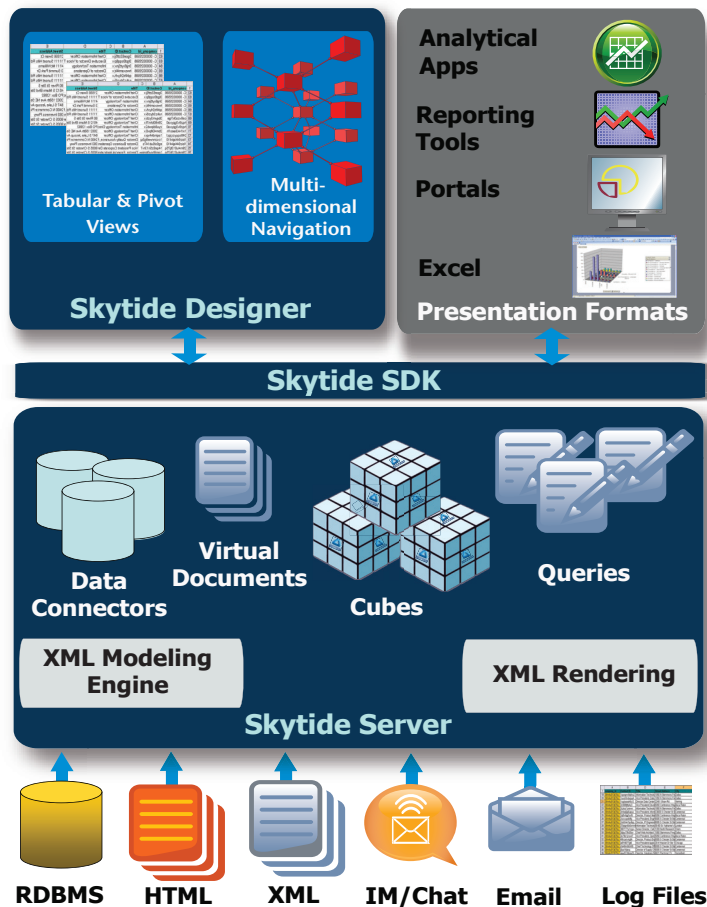 Tabular & Pivot
Views
Multi-
dimensional
Navigation
Skytide Designer
Analytical
Apps
Reporting
Tools
Portals
Excel
Presentation Formats
Skytide SDK
Data
Connectors
Virtual
Documents
Cubes
Queries
XML Modeling
Engine
XML Rendering
Skytide Server
RDBMS
HTML
XML
IM/Chat
Email
Log Files